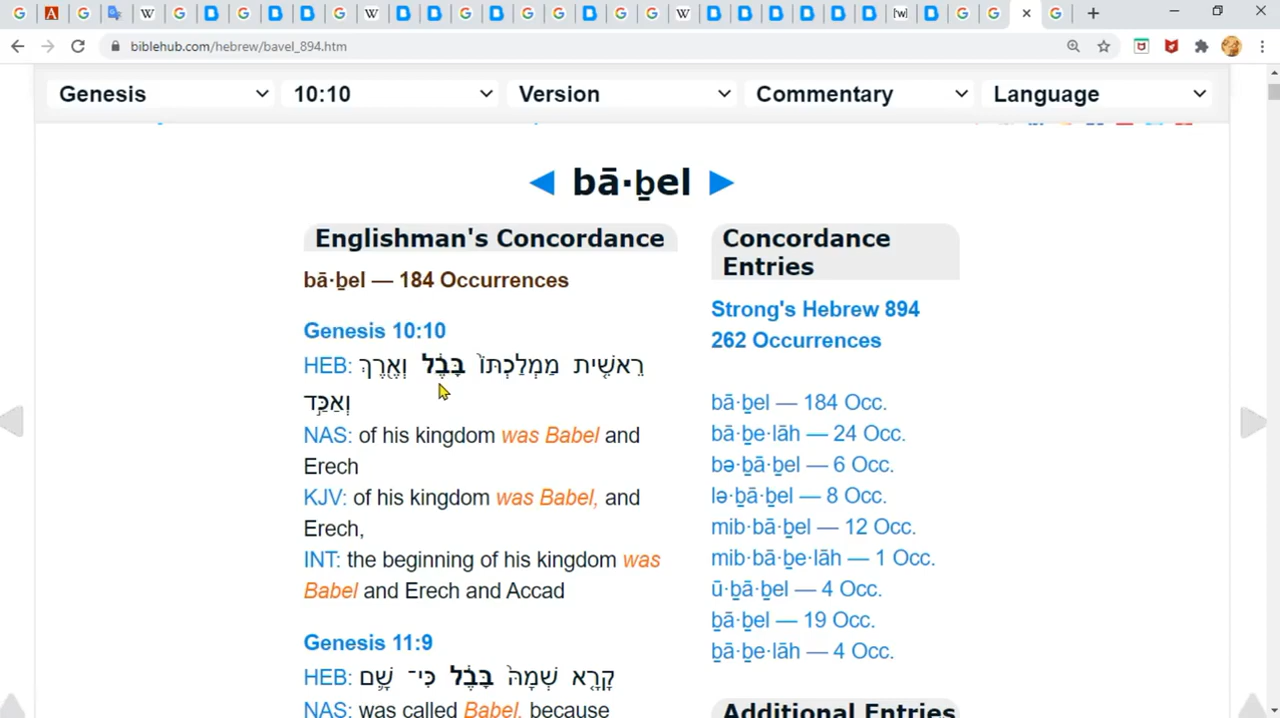 biblehub.com/hebrew/bavel_894.htm
Genesis 10:10 Version Commentary Language
bā·ḇel
Englishman's Concordance
bā·ḇel — 184 Occurrences
Genesis 10:10
HEB: רֵאשִׁ֤ית מַמְלַכְתּוֹ֙ בָּבֶ֔ל וְאֶ֖רֶךְ
וְאַכַּ֣ד
NAS: of his kingdom was Babel and
Erech
KJV: of his kingdom was Babel, and
Erech,
INT: the beginning of his kingdom was
Babel and Erech and Accad
Genesis 11:9
HEB: קָרָ֤א שְׁמָהּ֙ בָּבֶ֔ל כִּי־ שָׁ֛ם
NAS: was called Babel, because
Concordance
Entries
Strong's Hebrew 894
262 Occurrences
bā·ḇel — 184 Occ.
bā·ḇe·lāh — 24 Occ.
bə·ḇā·ḇel — 6 Occ.
lə·ḇā·ḇel — 8 Occ.
mib·bā·ḇel — 12 Occ.
mib·bā·ḇe·lāh — 1 Occ.
ū·ḇā·ḇel — 4 Occ.
ḇā·ḇel — 19 Occ.
ḇā·ḇe·lāh — 4 Occ.
Additional Entries